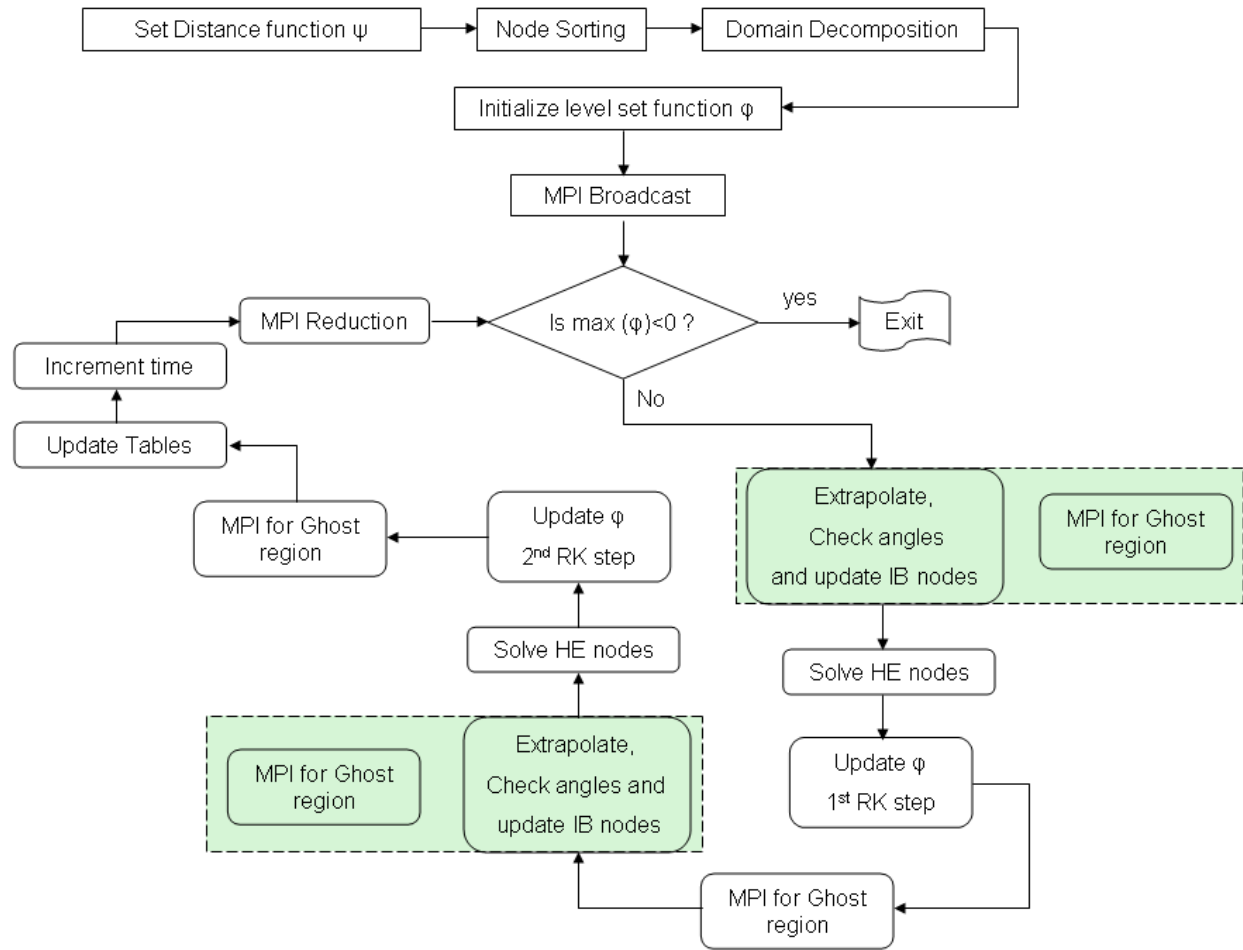 Set Distance function ψ
Node Sorting
Domain Decomposition
Initialize level set function φ
MPI Broadcast
Is max (φ)<0 ?
yes
Exit
No
MPI Reduction
Increment time
Update Tables
MPI for Ghost
region
Update φ
2nd RK step
Solve HE nodes
Extrapolate,
Check angles
and update IB nodes
MPI for Ghost
region
Solve HE nodes
Update φ
1st RK step
MPI for Ghost
region
Extrapolate,
Check angles and
update IB nodes
MPI for Ghost
region